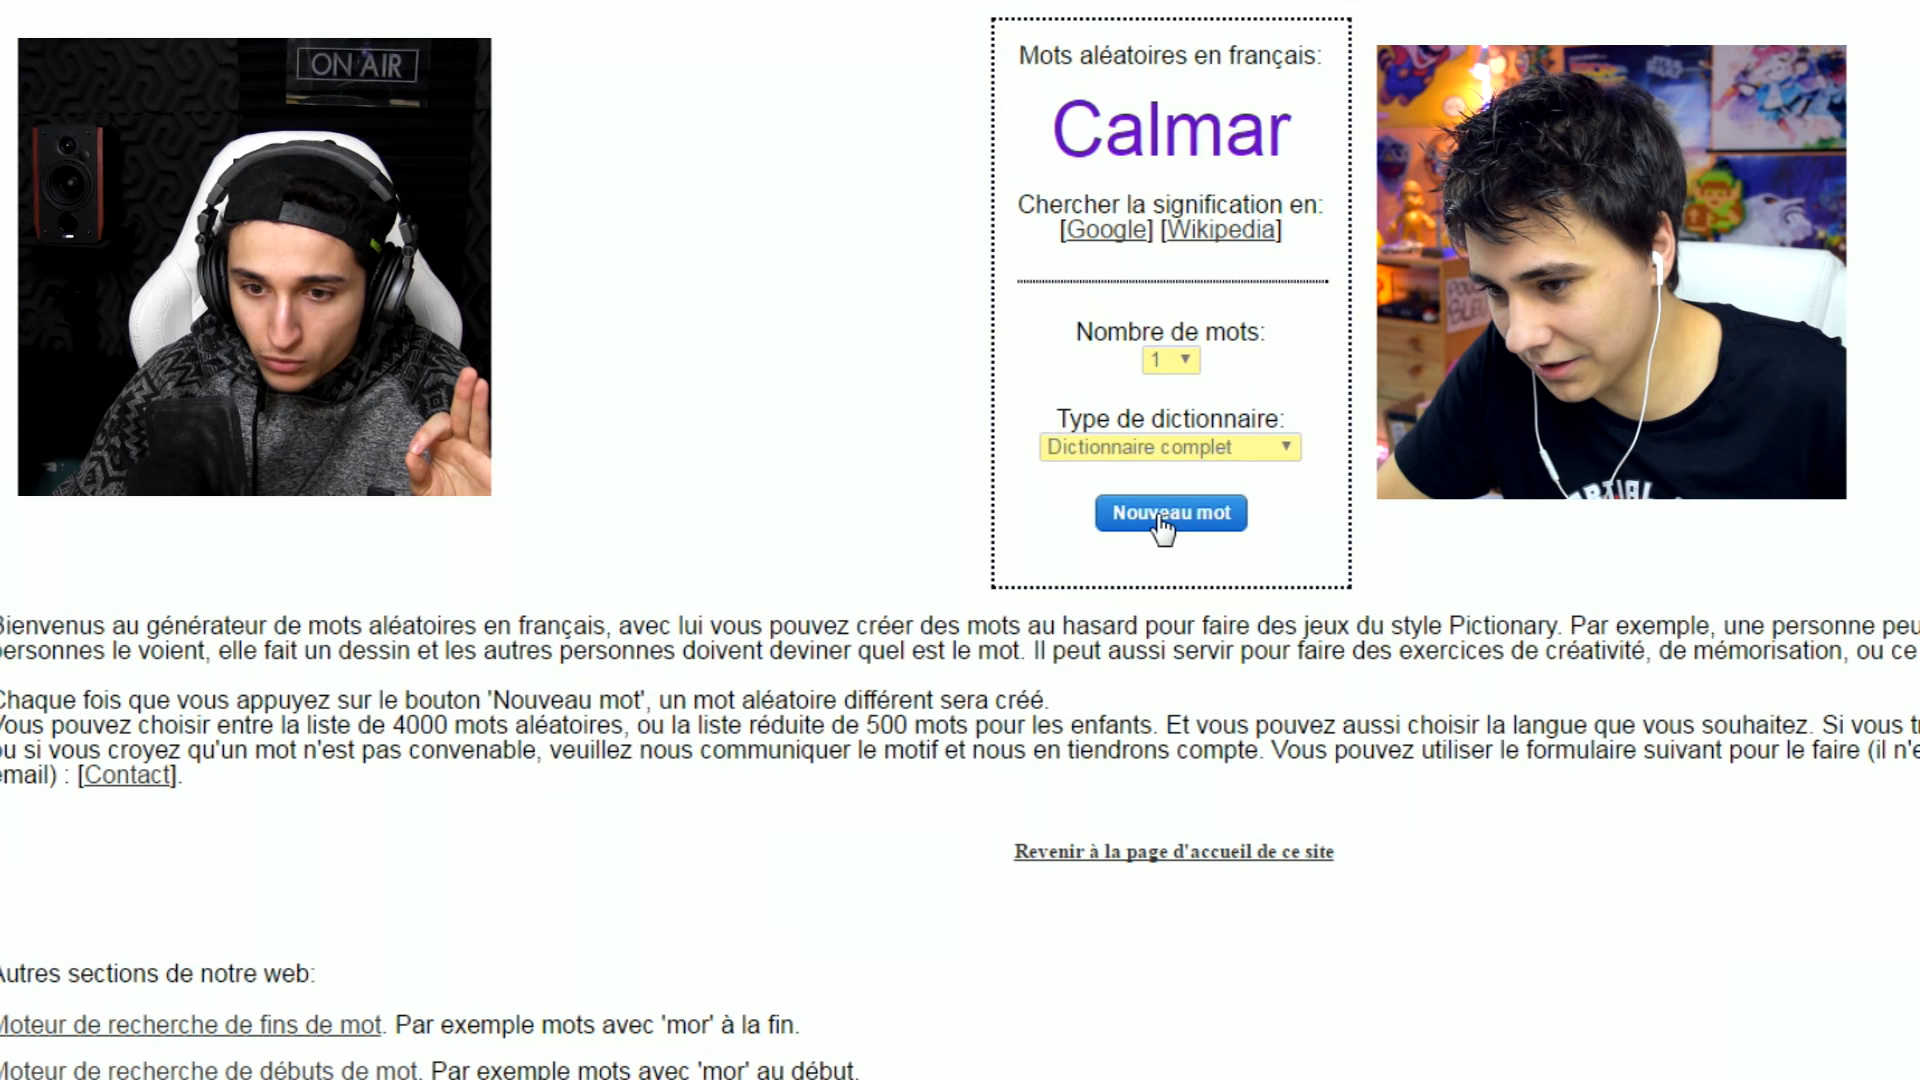 ON AIR
Mots aléatoires en français:
Calmar
Chercher la signification en:
[Google] [Wikipedia]
Nombre de mots:
1
Type de dictionnaire:
Dictionnaire complet
Nouveau mot
STAR WARS
Bienvenus au générateur de mots aléatoires en français, avec lui vous pouvez créer des mots au hasard pour faire des jeux du style Pictionary. Par exemple, une personne
personnes le voient, elle fait un dessin et les autres personnes doivent deviner quel est le mot. Il peut aussi servir pour faire des exercices de créativité, de mémorisation, ou ce
Chaque fois que vous appuyez sur le bouton 'Nouveau mot', un mot aléatoire différent sera créé.
Vous pouvez choisir entre la liste de 4000 mots aléatoires, ou la liste réduite de 500 mots pour les enfants. Et vous pouvez aussi choisir la langue que vous souhaitez. Si vous
ou si vous croyez qu'un mot n'est pas convenable, veuillez nous communiquer le motif et nous en tiendrons compte. Vous pouvez utiliser le formulaire suivant pour le faire (il
email) : [Contact].
Revenir à la page d'accueil de ce site
Autres sections de notre web:
Moteur de recherche de fins de mot. Par exemple mots avec 'mor' à la fin.
Moteur de recherche de débuts de mot. Par exemple mots avec 'mor' au début.